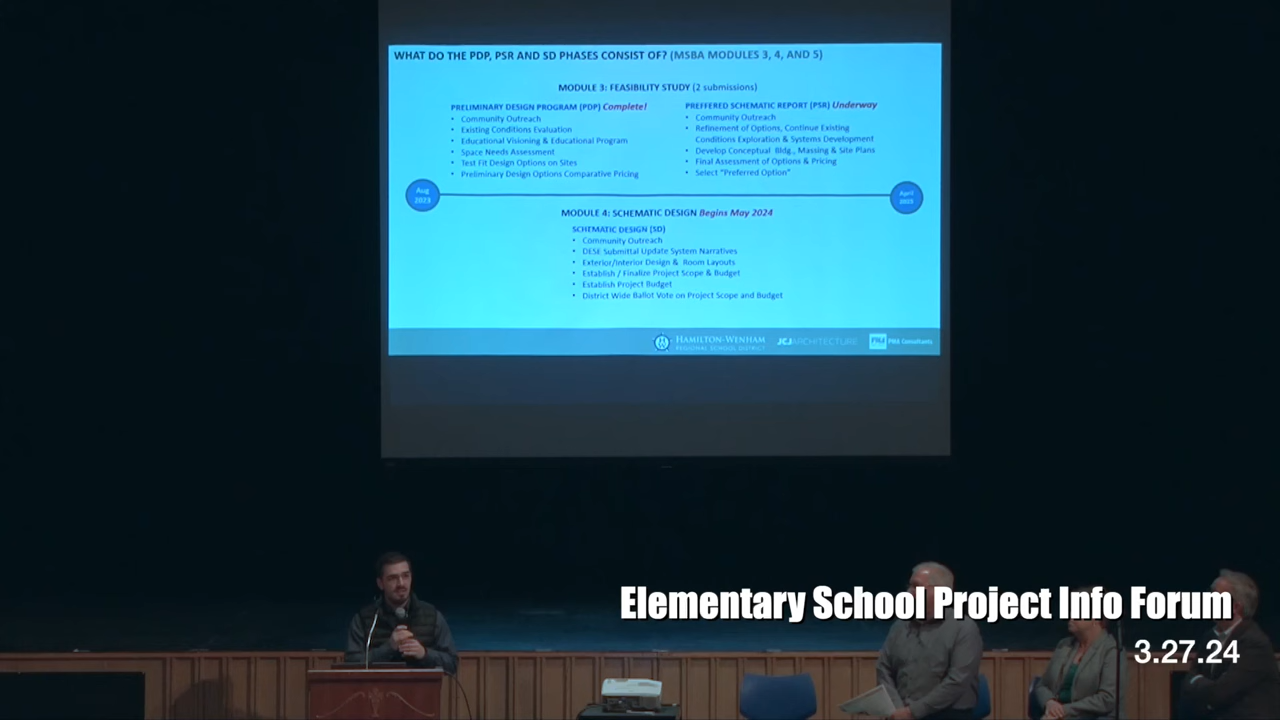 WHAT DO THE PDP, PSR AND SD PHASES CONSIST OF? (MSBA MODULES 3, 4, AND 5)
MODULE 3: FEASIBILITY STUDY (2 submissions)
PRELIMINARY DESIGN PROGRAM (PDP) Complete!
• Community Outreach
• Existing Conditions Evaluation
• Educational Visioning & Educational Program
• Space Needs Assessment
• Test Fit Design Options on Sites
• Preliminary Design Options Comparative Pricing
PREFFERED SCHEMATIC REPORT (PSR) Underway
• Community Outreach
• Refinement of Options, Continue Existing
Conditions Exploration & Systems Development
• Develop Conceptual Bldg., Massing & Site Plans
• Final Assessment of Options & Pricing
• Select "Preferred Option"
Aug
2023
April
2025
MODULE 4: SCHEMATIC DESIGN Begins May 2024
SCHEMATIC DESIGN (SD)
• Community Outreach
• DESE Submittal Update System Narratives
• Exterior/Interior Design & Room Layouts
• Establish / Finalize Project Scope & Budget
• Establish Project Budget
• District Wide Ballot Vote on Project Scope and Budget
HAMILTON-WENHAM
REGIONAL SCHOOL DISTRICT
JCJARCHITECTURE
PMA Consultants
Elementary School Project Info Forum
3.27.24